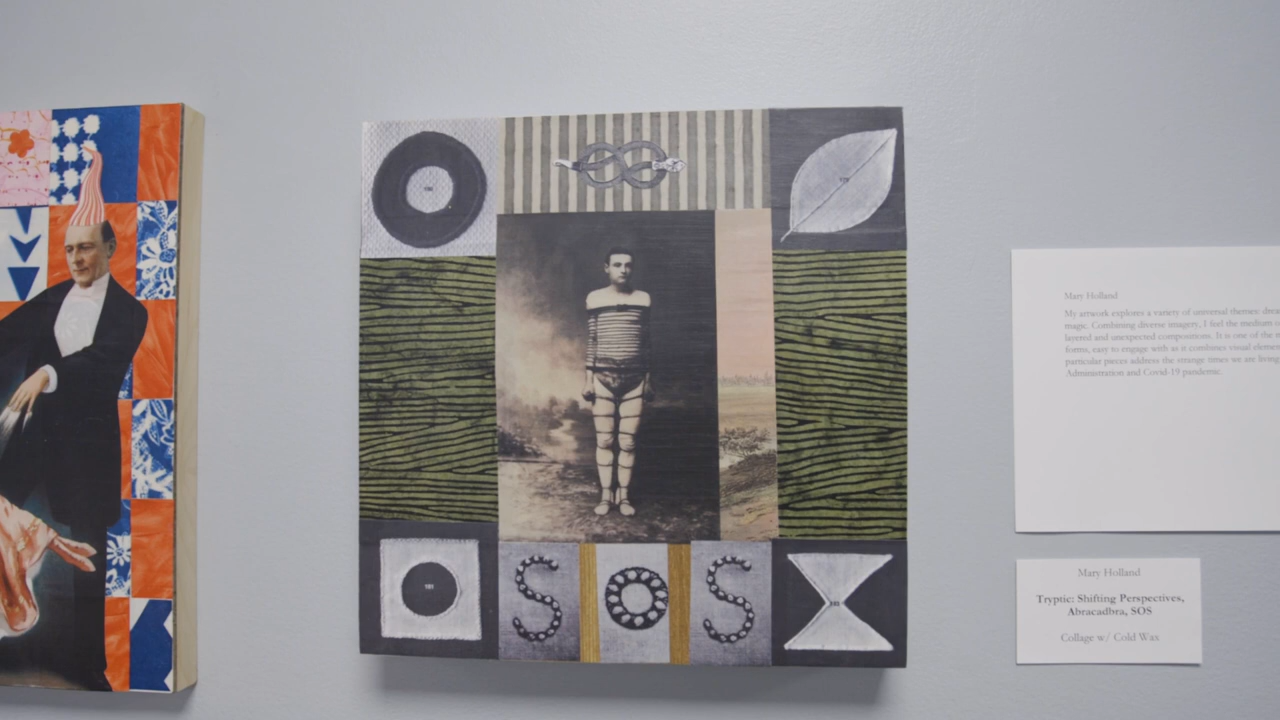 SOS
191
Mary Holland
My artwork explores a variety of universal themes: drea
magic. Combining diverse imagery, I feel the medium
layered and unexpected compositions. It is one of the
forms, easy to engage with as it combines visual elemen
particular pieces address the strange times we are living
Administration and Covid-19 pandemic.
Mary Holland
Tryptic: Shifting Perspectives,
Abracadbra, SOS
Collage w/ Cold Wax